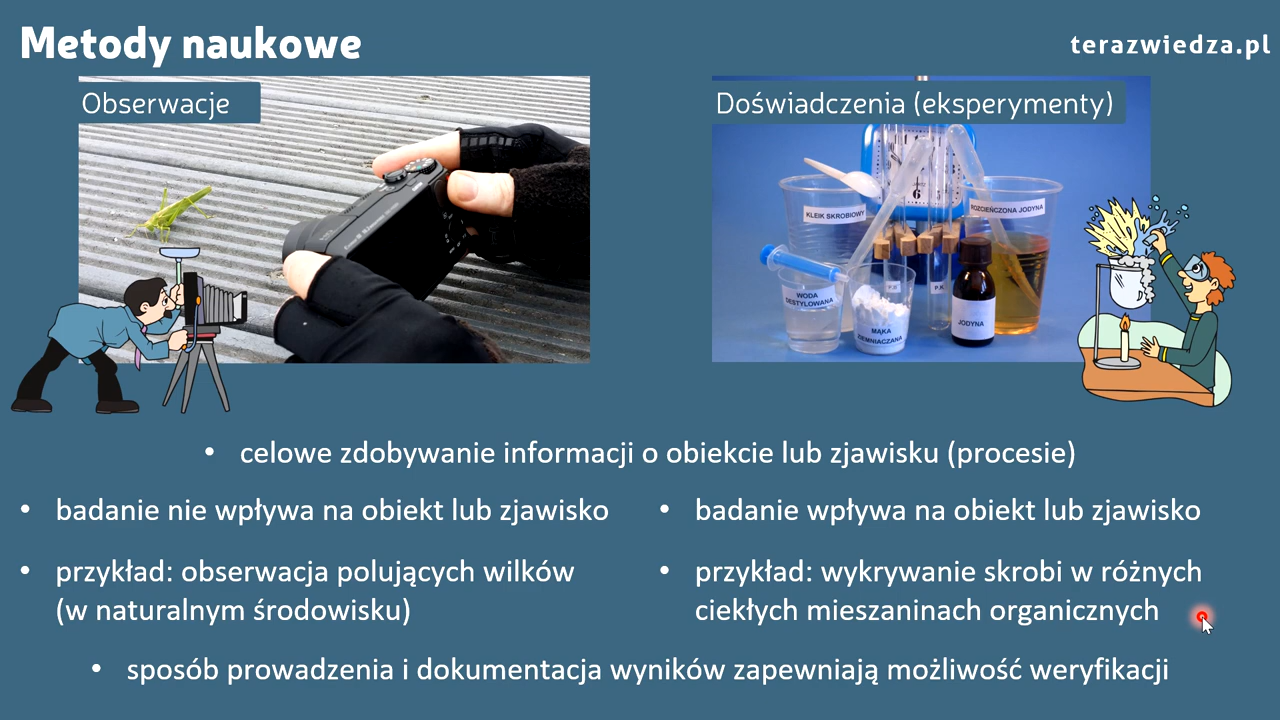 Metody naukowe
terazwiedza.pl
Obserwacje
Doświadczenia (eksperymenty)
6
KLEIK SKROBIOWY
ROZCIEŃCZONA JODYNA
WODA
DESTYLOWANA
MĄKA
ZIEMNIACZANA
P.K
JODYNA
• celowe zdobywanie informacji o obiekcie lub zjawisku (procesie)
• badanie nie wpływa na obiekt lub zjawisko
• badanie wpływa na obiekt lub zjawisko
• przykład: obserwacja polujących wilków
(w naturalnym środowisku)
• przykład: wykrywanie skrobi w różnych
ciekłych mieszaninach organicznych
• sposób prowadzenia i dokumentacja wyników zapewniają możliwość weryfikacji